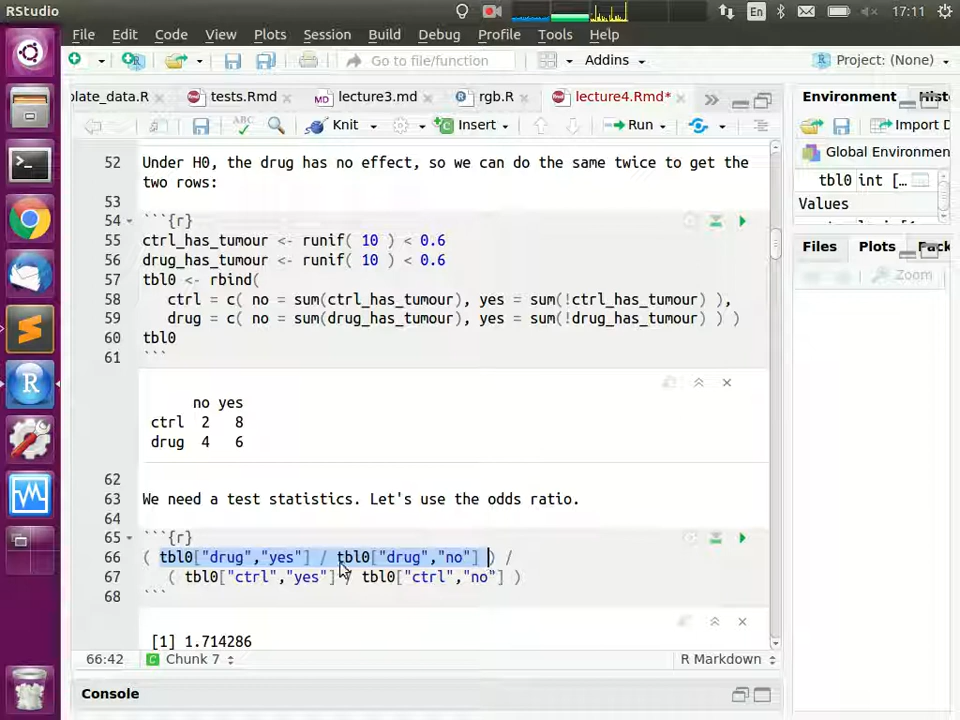 RStudio
En
17:11
File Edit Code View Plots Session Build Debug Profile Tools Help
Go to file/function
Addins
Project: (None)
plate_data.R
tests.Rmd
lecture3.md
rgb.R
lecture4.Rmd*
Knit
Insert
Run
52 Under H0, the drug has no effect, so we can do the same twice to get the
two rows:
53
54 ```{r}
55 ctrl_has_tumour <- runif( 10 ) < 0.6
56 drug_has_tumour <- runif( 10 ) < 0.6
57 tbl0 <- rbind(
58 ctrl = c( no = sum(ctrl_has_tumour), yes = sum(!ctrl_has_tumour) ),
59 drug = c( no = sum(drug_has_tumour), yes = sum(!drug_has_tumour) ) )
60 tbl0
61 ```
no yes
ctrl 2 8
drug 4 6
62
63 We need a test statistics. Let's use the odds ratio.
64
65 ```{r}
66 ( tbl0["drug","yes"] / tbl0["drug","no"] ) /
67 ( tbl0["ctrl","yes"] / tbl0["ctrl","no"] )
68 ```
[1] 1.714286
66:42
Chunk 7
R Markdown
Console
Environment
Import D
Global Environmen
tbl0 int [...
Values
Files
Plots
Pack
Zoom